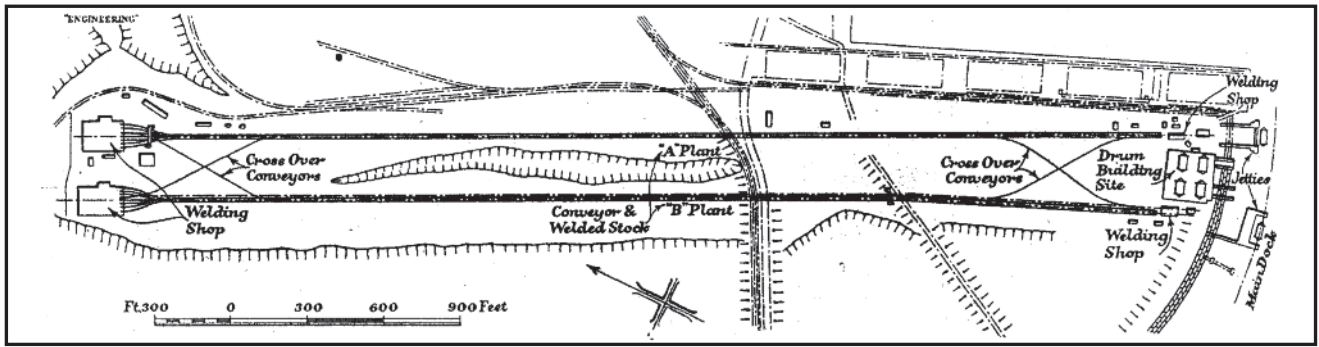 "ENGINEERING"
Welding
Shop
"A" Plant
Cross Over
Conveyors
Cross Over
Conveyors
Drum
Building
Site
Jetties
Welding
Shop
Conveyor &
Welded Stock
"B" Plant
Welding
Shop
Main Dock
Ft.300 0 300 600 900 Feet